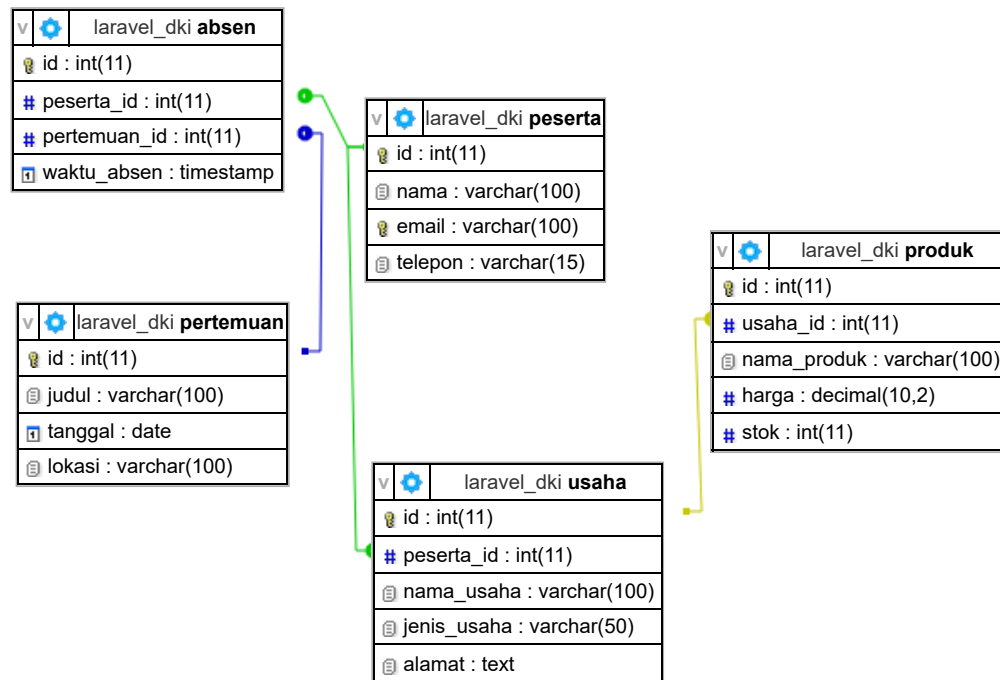 v laravel_dki absen
id : int(11)
# peserta_id : int(11)
# pertemuan_id : int(11)
waktu_absen : timestamp
v laravel_dki peserta
id : int(11)
nama : varchar(100)
email : varchar(100)
telepon : varchar(15)
v laravel_dki produk
id : int(11)
# usaha_id : int(11)
nama_produk : varchar(100)
# harga : decimal(10,2)
# stok : int(11)
v laravel_dki pertemuan
id : int(11)
judul : varchar(100)
tanggal : date
lokasi : varchar(100)
v laravel_dki usaha
id : int(11)
# peserta_id : int(11)
nama_usaha : varchar(100)
jenis_usaha : varchar(50)
alamat : text